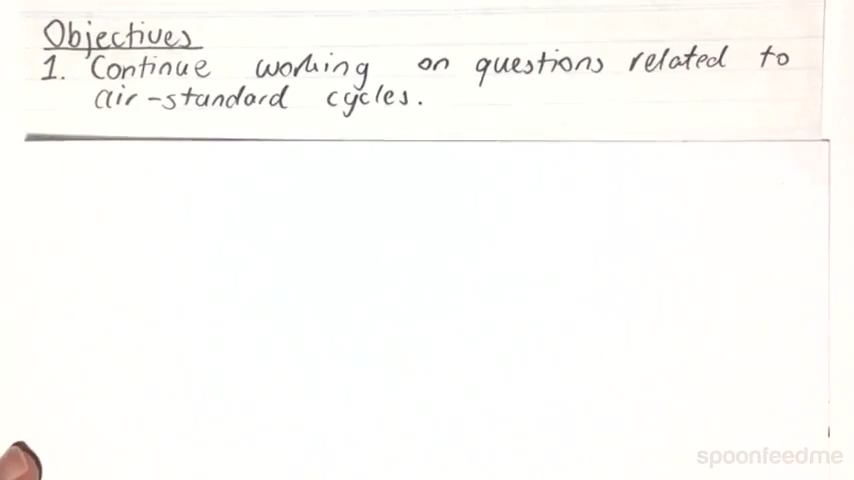 Objectives
1. Continue working on questions related to
air-standard cycles.
spoonfeedme